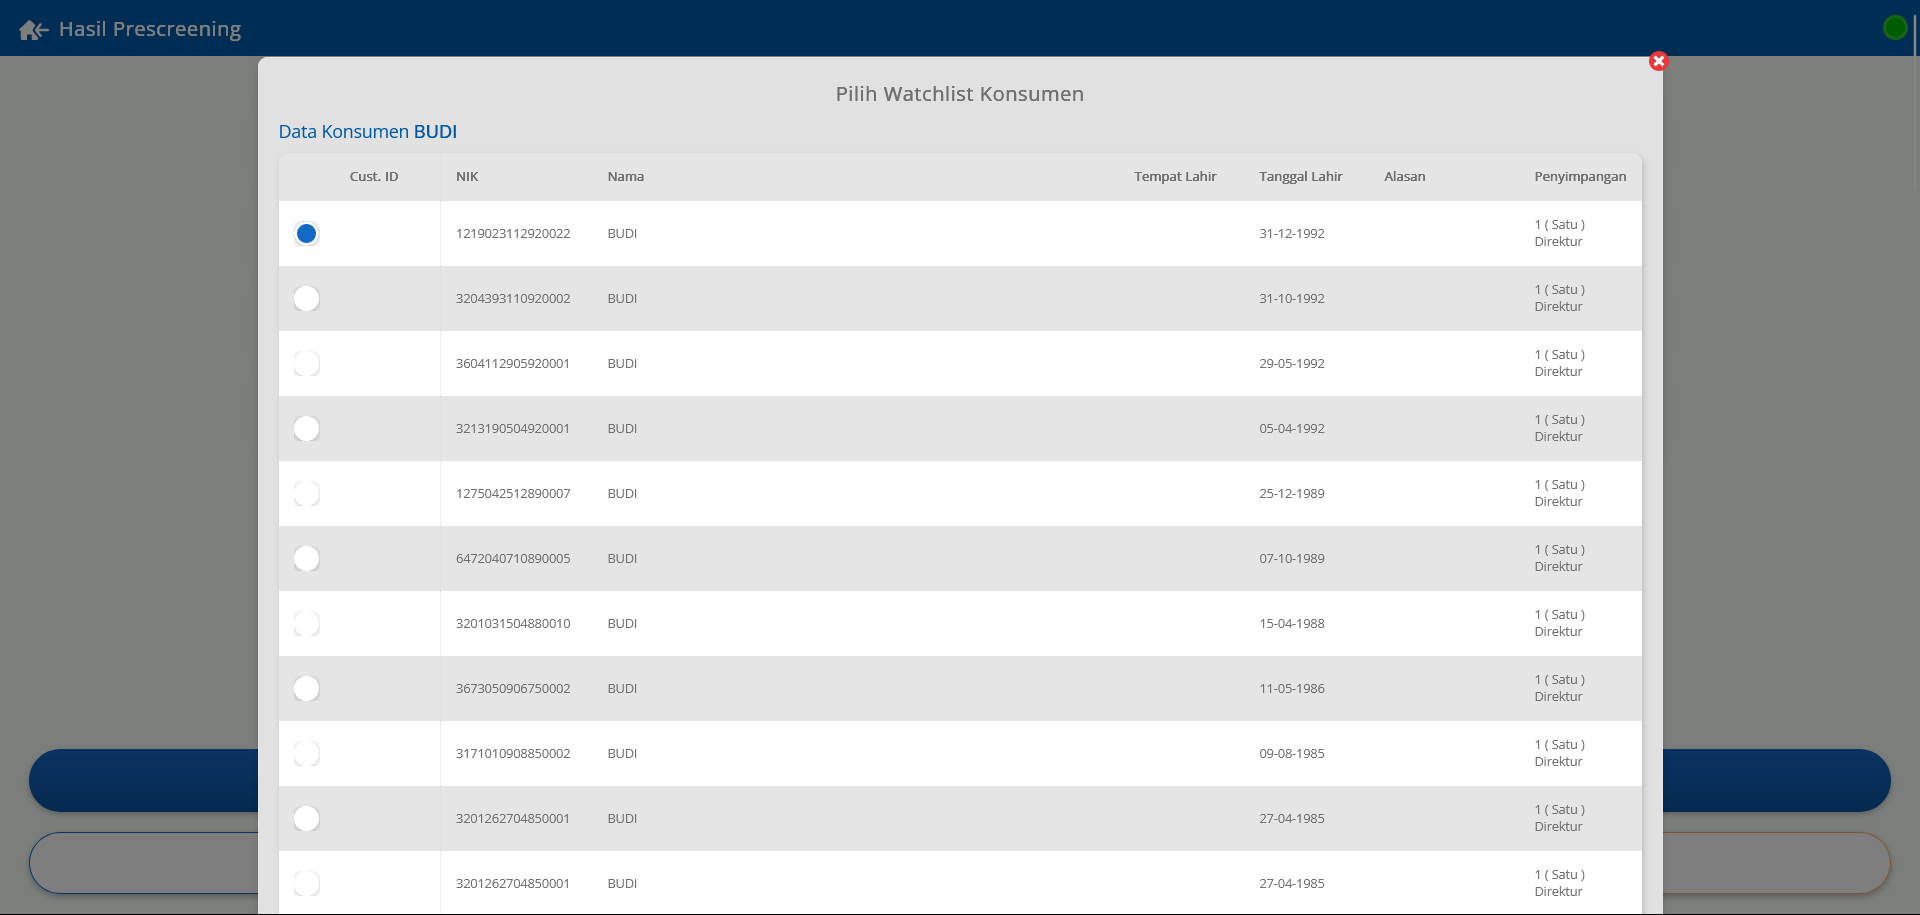 Hasil Prescreening
Pilih Watchlist Konsumen
Data Konsumen BUDI
Cust. ID NIK Nama Tempat Lahir Tanggal Lahir Alasan Penyimpangan
1219023112920022 BUDI 31-12-1992 1 ( Satu ) Direktur
3204393110920002 BUDI 31-10-1992 1 ( Satu ) Direktur
3604112905920001 BUDI 29-05-1992 1 ( Satu ) Direktur
3213190504920001 BUDI 05-04-1992 1 ( Satu ) Direktur
1275042512890007 BUDI 25-12-1989 1 ( Satu ) Direktur
6472040710890005 BUDI 07-10-1989 1 ( Satu ) Direktur
3201031504880010 BUDI 15-04-1988 1 ( Satu ) Direktur
3673050906750002 BUDI 11-05-1986 1 ( Satu ) Direktur
3171010908850002 BUDI 09-08-1985 1 ( Satu ) Direktur
3201262704850001 BUDI 27-04-1985 1 ( Satu ) Direktur
3201262704850001 BUDI 27-04-1985 1 ( Satu ) Direktur